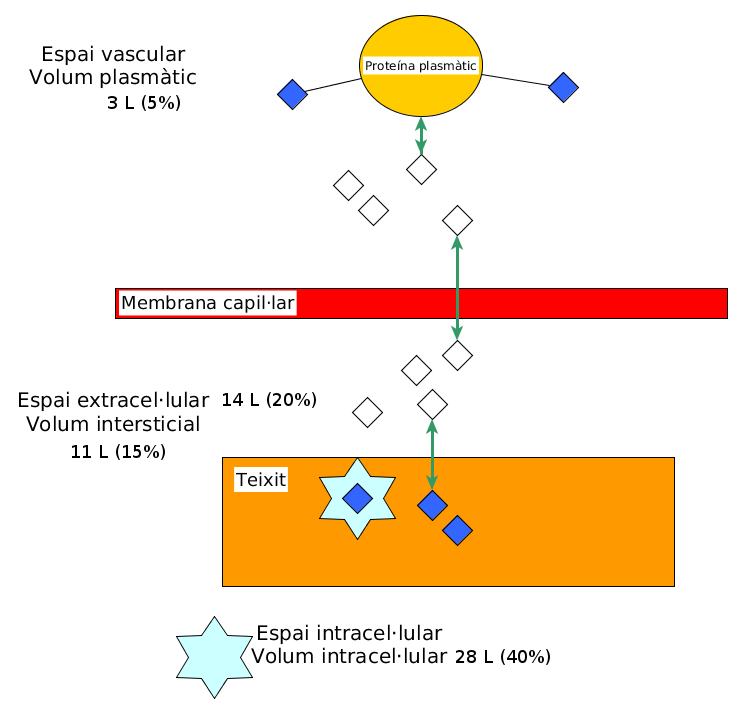 Espai vascular
Volum plasmàtic
3 L (5%)
Proteína plasmàtic
Membrana capil·lar
Espai extracel·lular 14 L (20%)
Volum intersticial
11 L (15%)
Teixit
Espai intracel·lular
Volum intracel·lular 28 L (40%)